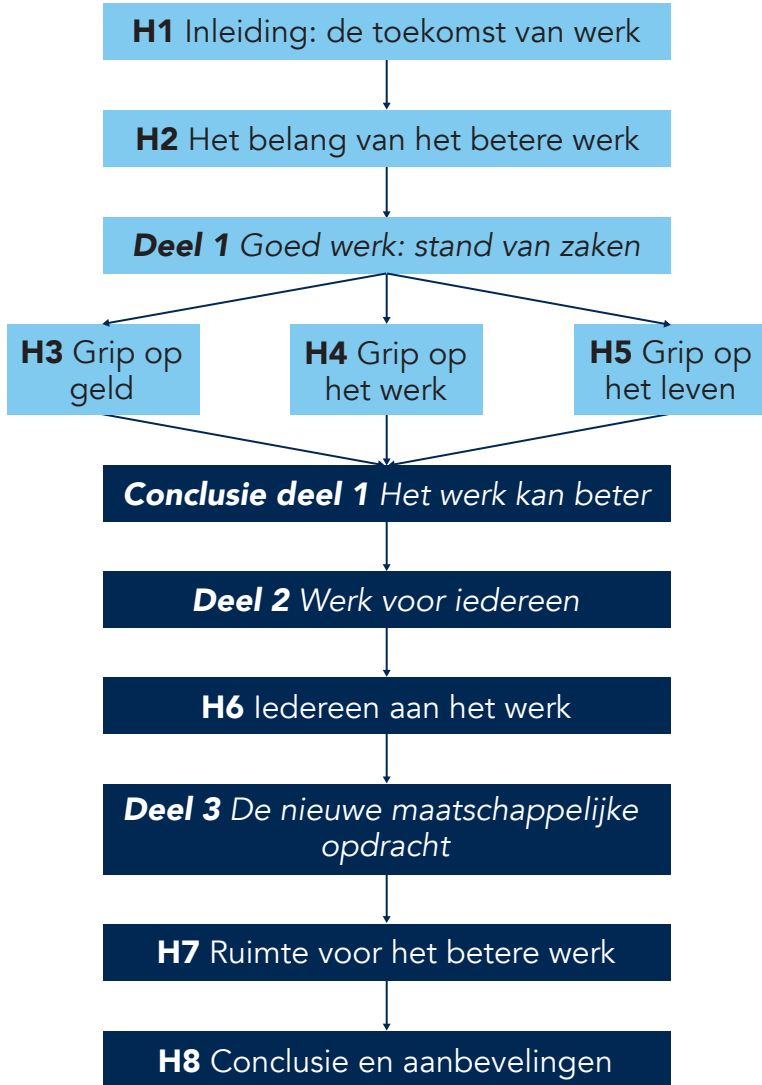 H1 Inleiding: de toekomst van werk
H2 Het belang van het betere werk
Deel 1 Goed werk: stand van zaken
H3 Grip op
geld
H4 Grip op
het werk
H5 Grip op
het leven
Conclusie deel 1 Het werk kan beter
Deel 2 Werk voor iedereen
H6 Iedereen aan het werk
Deel 3 De nieuwe maatschappelijke
opdracht
H7 Ruimte voor het betere werk
H8 Conclusie en aanbevelingen